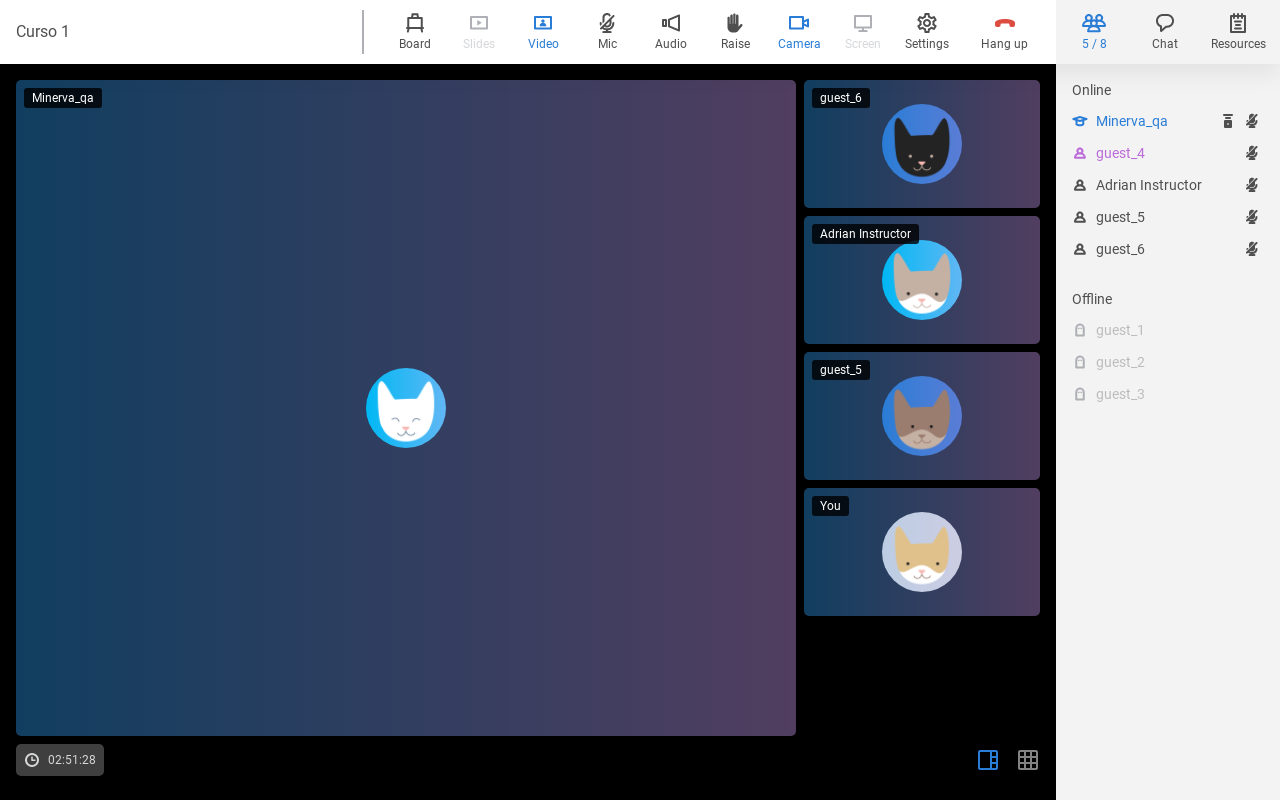 Curso 1
Board
Slides
Video
Mic
Audio
Raise
Camera
Screen
Settings
Hang up
5 / 8
Chat
Resources
Minerva_qa
guest_6
Adrian Instructor
guest_5
You
02:51:28
Online
Minerva_qa
guest_4
Adrian Instructor
guest_5
guest_6
Offline
guest_1
guest_2
guest_3